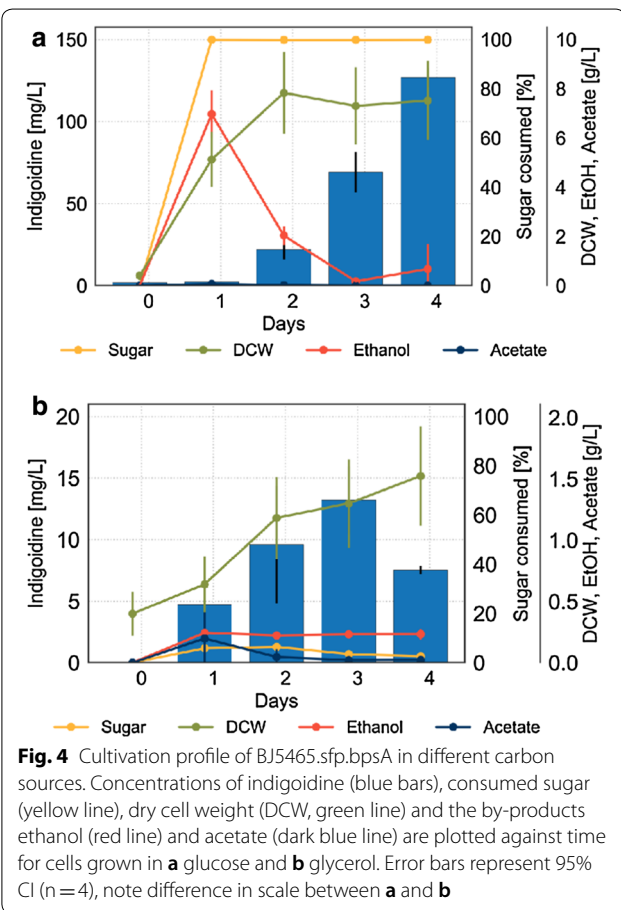 a
150
100
50
0
Indigoidine [mg/L]
100
80
60
40
20
0
Sugar cosumed [%]
10
8
6
4
2
0
DCW, EtOH, Acetate [g/L]
0 1 2 3 4
Days
Sugar DCW Ethanol Acetate
b
20
15
10
5
0
Indigoidine [mg/L]
100
80
60
40
20
0
Sugar consumed [%]
2.0
1.5
1.0
0.5
0.0
DCW, EtOH, Acetate [g/L]
0 1 2 3 4
Days
Sugar DCW Ethanol Acetate
Fig. 4 Cultivation profile of BJ5465.sfp.bpsA in different carbon
sources. Concentrations of indigoidine (blue bars), consumed sugar
(yellow line), dry cell weight (DCW, green line) and the by-products
ethanol (red line) and acetate (dark blue line) are plotted against time
for cells grown in a glucose and b glycerol. Error bars represent 95%
CI (n = 4), note difference in scale between a and b